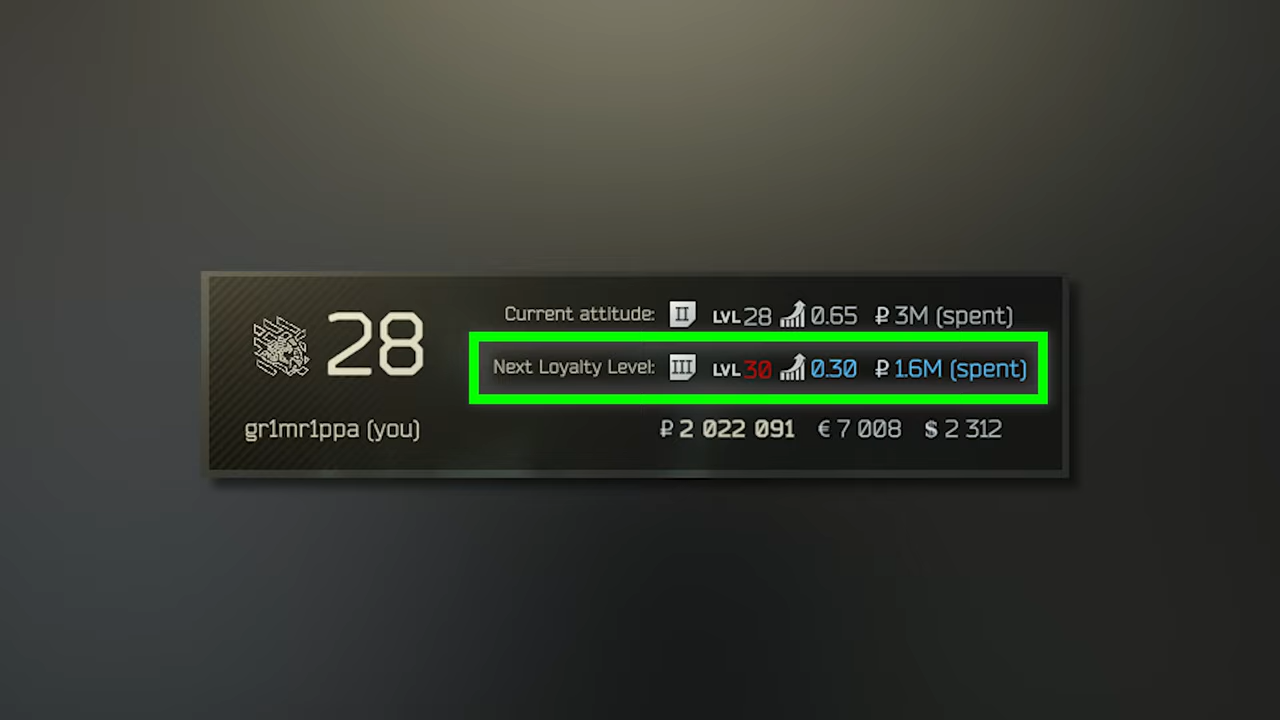 28
gr1mr1ppa (you)
Current attitude: II LVL 28 0.65 ₽ 3M (spent)
Next Loyalty Level: III LVL 30 0.30 ₽ 1.6M (spent)
₽ 2 022 091 € 7 008 $ 2 312